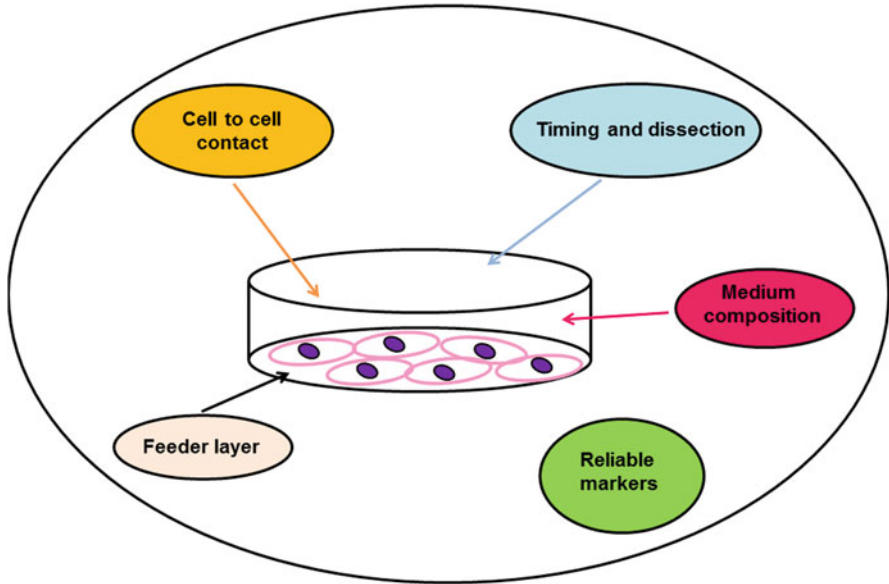 Cell to cell
contact
Timing and dissection
Medium
composition
Feeder layer
Reliable
markers